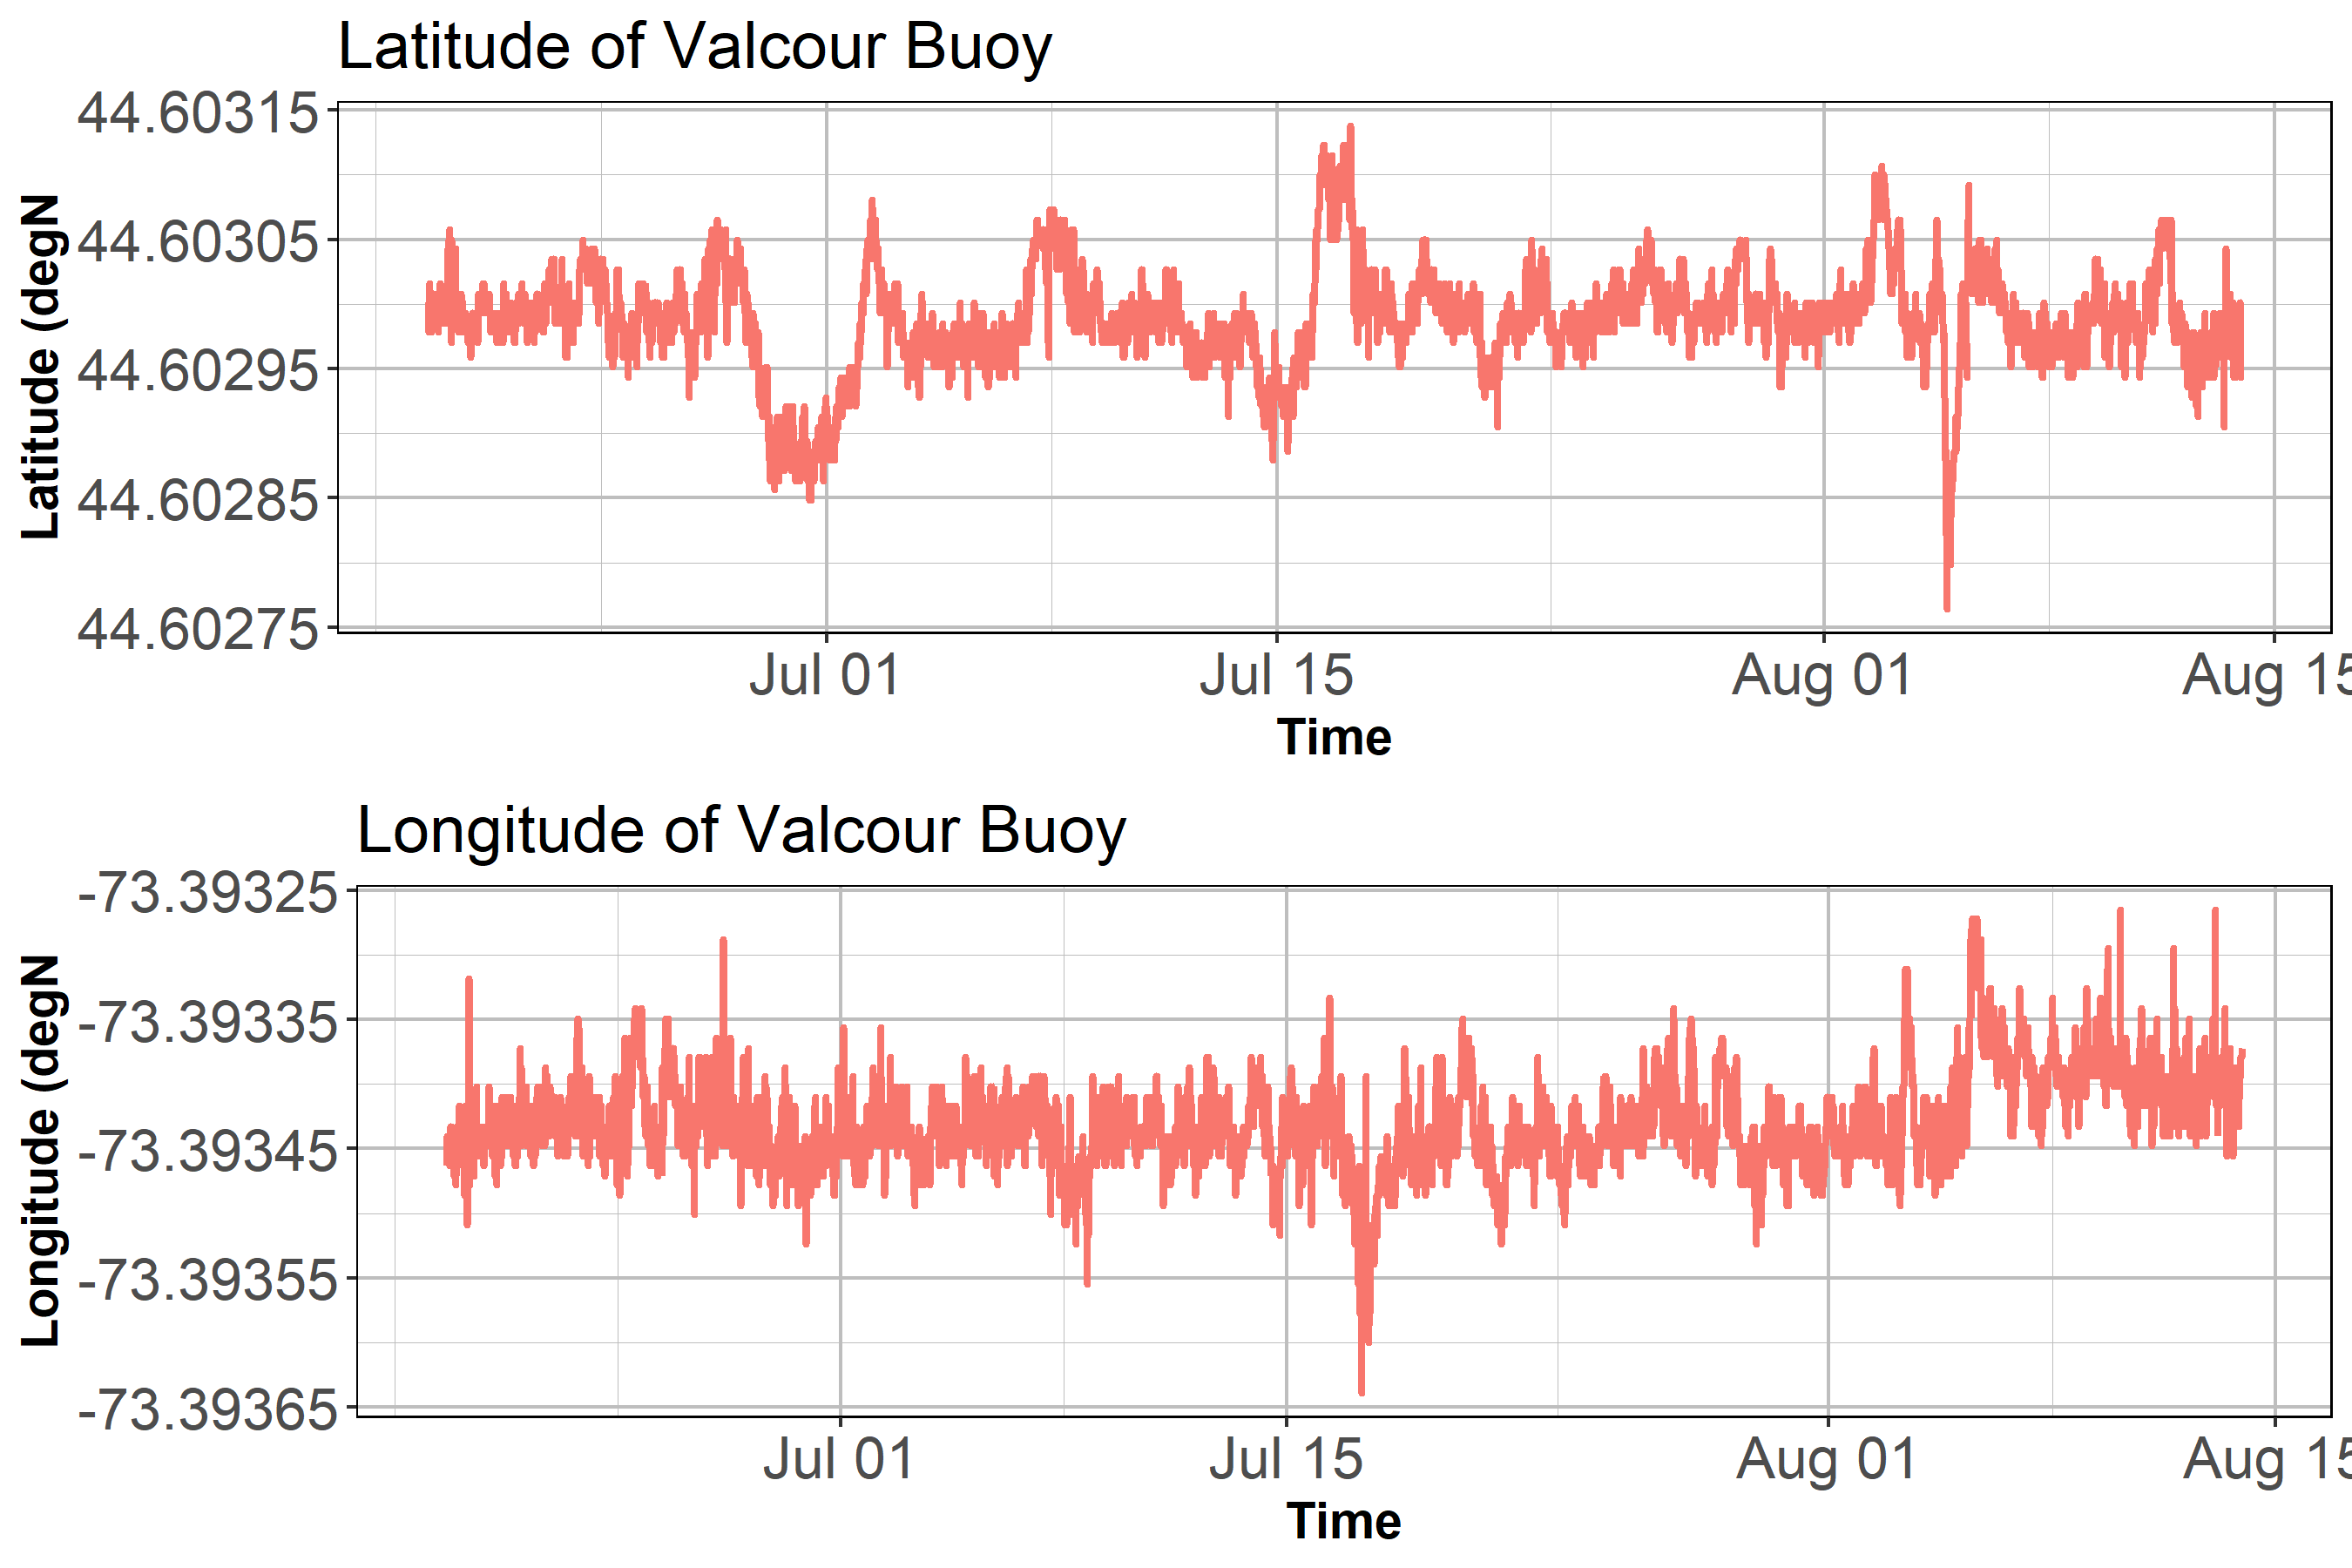 Latitude of Valcour Buoy
44.60315
44.60305
44.60295
44.60285
44.60275
Latitude (degN
Jul 01 Jul 15 Aug 01 Aug 15
Time
Longitude of Valcour Buoy
-73.39325
-73.39335
-73.39345
-73.39355
-73.39365
Longitude (degN
Jul 01 Jul 15 Aug 01 Aug 15
Time